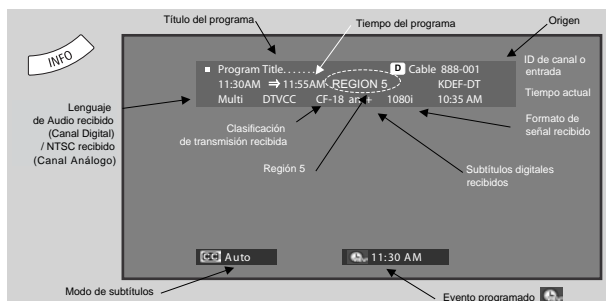 Título del programa
Tiempo del programa
Origen
INFO
Program Title.......
D Cable 888-001
ID de canal o
entrada
11:30AM ⇒ 11:55AM REGION 5
KDEF-DT
Tiempo actual
Multi DTVCC CF-18 an + 1080i 10:35 AM
Lenguaje
de Audio recibido
(Canal Digital)
/ NTSC recibido
(Canal Análogo)
Clasificación
de transmisión recibida
Formato de
señal recibido
Región 5
Subtítulos digitales
recibidos
CC Auto
11:30 AM
Modo de subtítulos
Evento programado